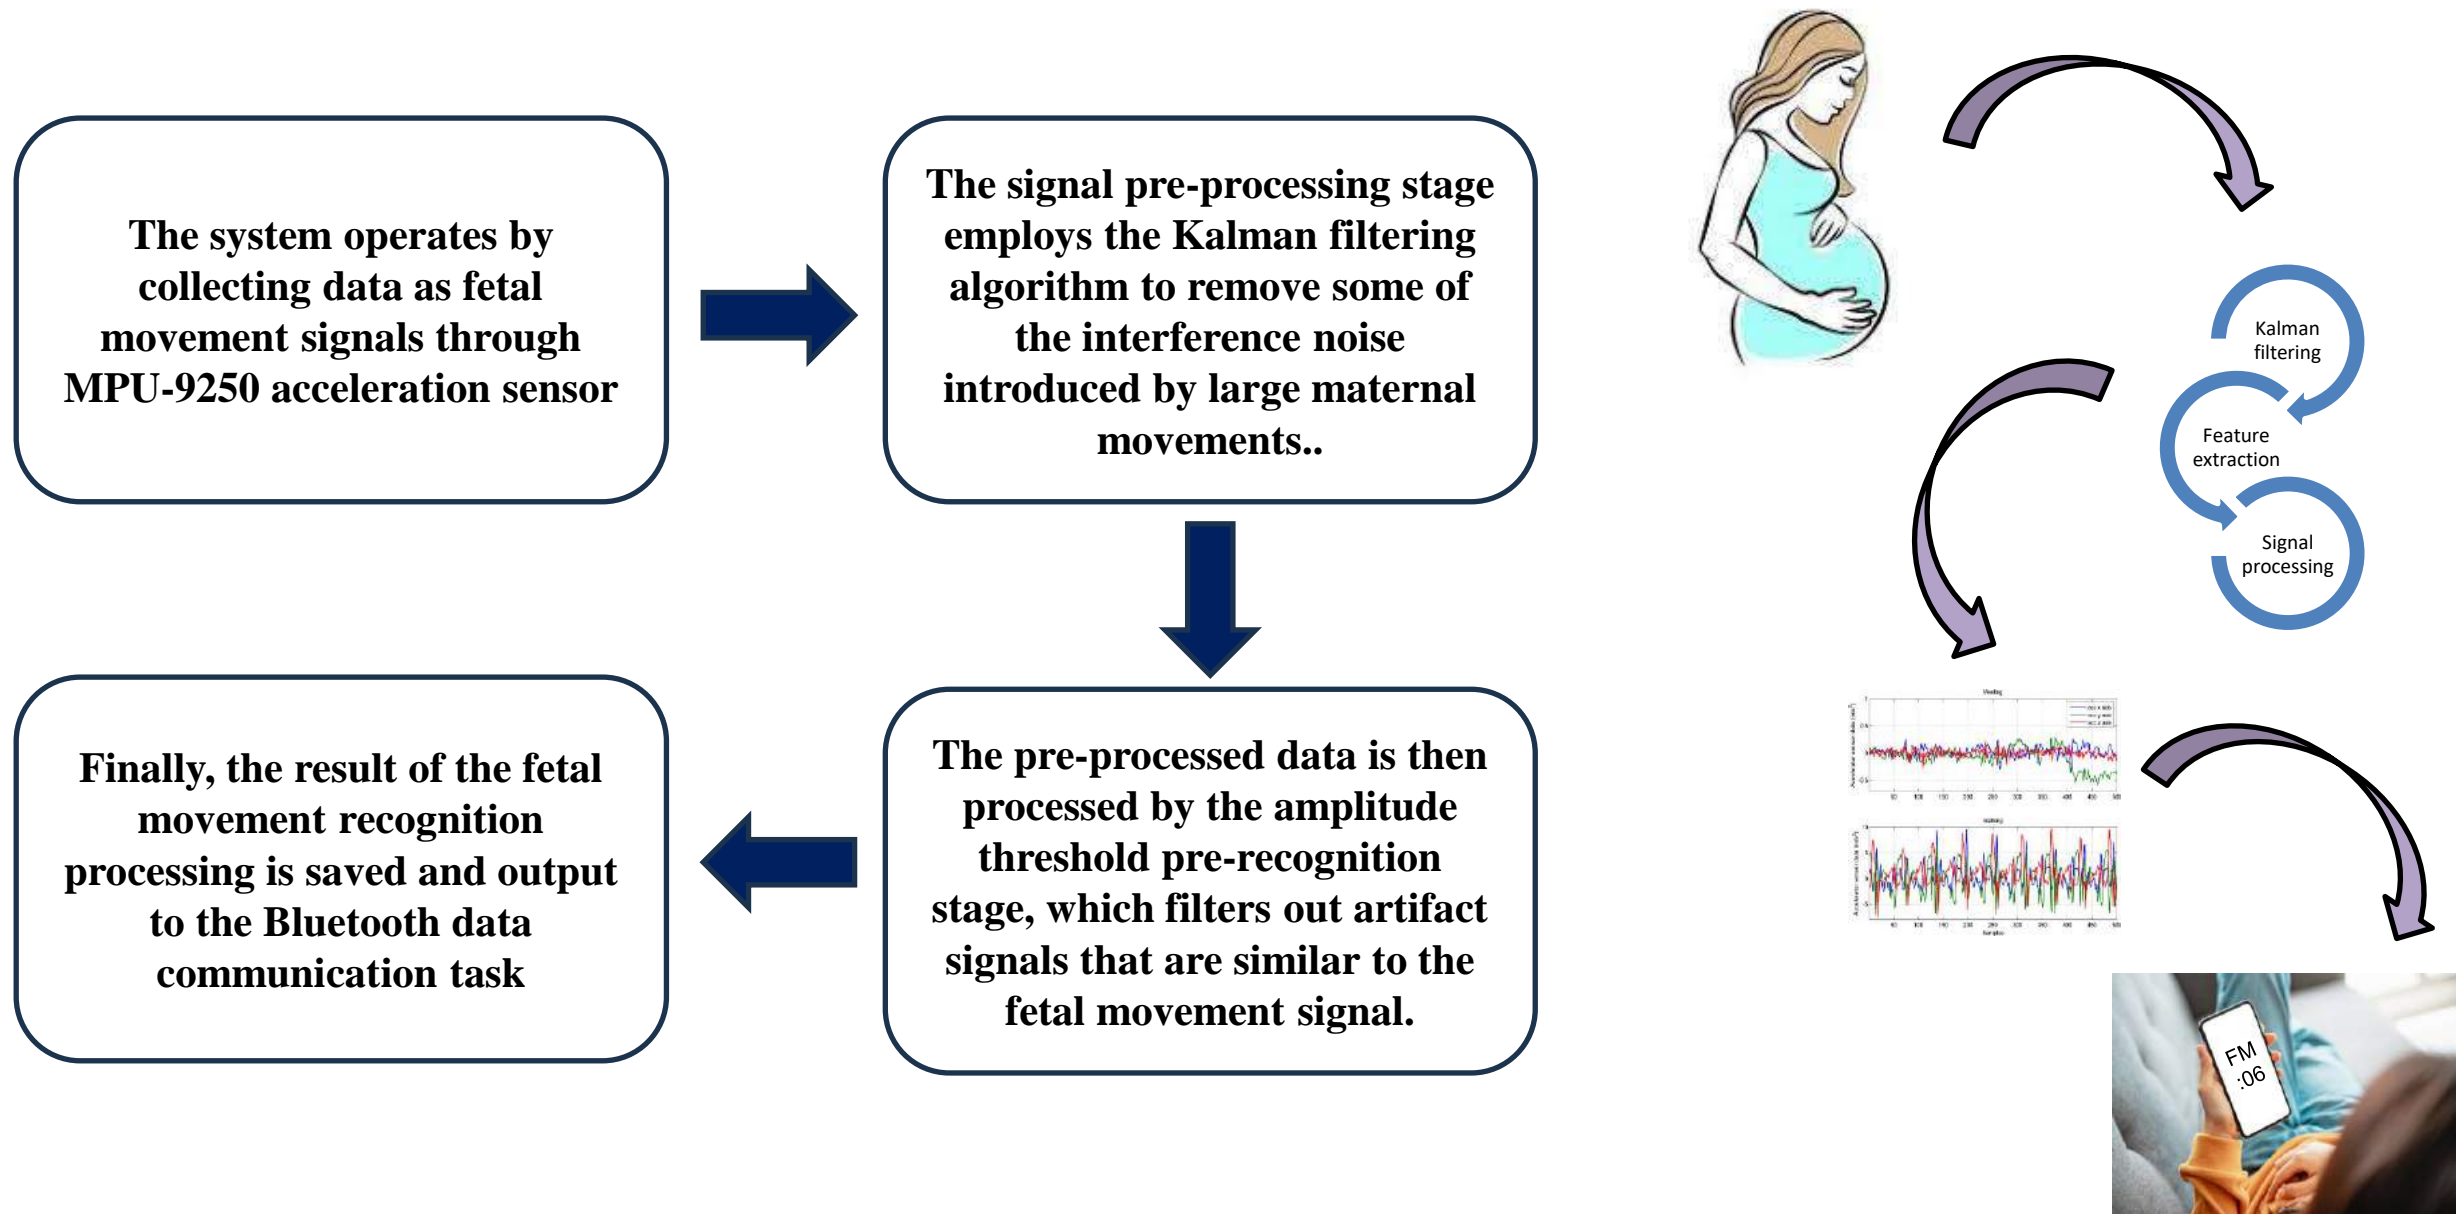 The system operates by
collecting data as fetal
movement signals through
MPU-9250 acceleration sensor
The signal pre-processing stage
employs the Kalman filtering
algorithm to remove some of
the interference noise
introduced by large maternal
movements..
The pre-processed data is then
processed by the amplitude
threshold pre-recognition
stage, which filters out artifact
signals that are similar to the
fetal movement signal.
Finally, the result of the fetal
movement recognition
processing is saved and output
to the Bluetooth data
communication task
Kalman
filtering
Feature
extraction
Signal
processing
FM
:06